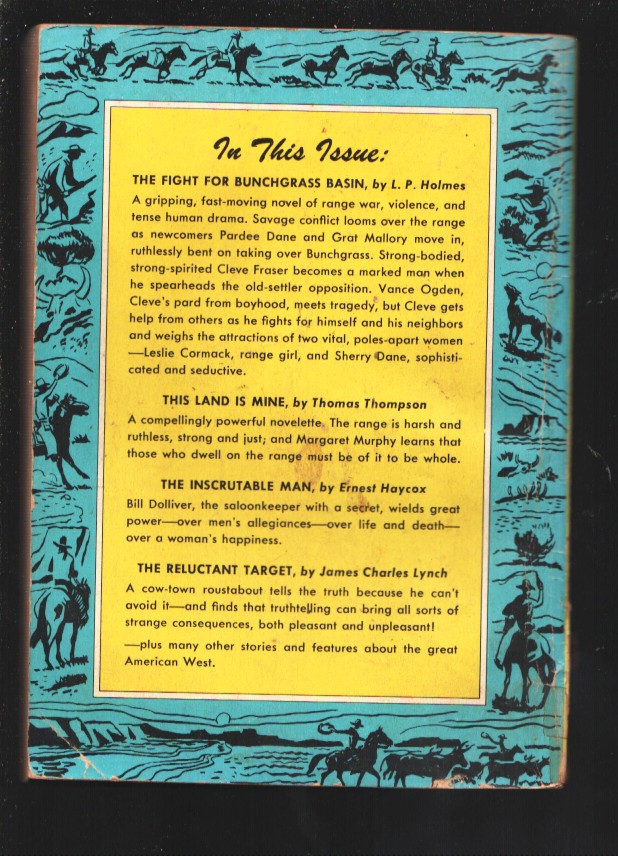 In This Issue:
THE FIGHT FOR BUNCHGRASS BASIN, by L. P. Holmes
A gripping, fast-moving novel of range war, violence, and
tense human drama. Savage conflict looms over the range
as newcomers Pardee Dane and Grat Mallory move in,
ruthlessly bent on taking over Bunchgrass. Strong-bodied,
strong-spirited Cleve Fraser becomes a marked man when
he spearheads the old-settler opposition. Vance Ogden,
Cleve's pard from boyhood, meets tragedy, but Cleve gets
help from others as he fights for himself and his neighbors
and weighs the attractions of two vital, poles-apart women
—Leslie Cormack, range girl, and Sherry Dane, sophisti-
cated and seductive.
THIS LAND IS MINE, by Thomas Thompson
A compellingly powerful novelette. The range is harsh and
ruthless, strong and just; and Margaret Murphy learns that
those who dwell on the range must be of it to be whole.
THE INSCRUTABLE MAN, by Ernest Haycox
Bill Dolliver, the saloonkeeper with a secret, wields great
power—over men's allegiances—over life and death—
over a woman's happiness.
THE RELUCTANT TARGET, by James Charles Lynch
A cow-town roustabout tells the truth because he can't
avoid it—and finds that truthtelling can bring all sorts of
strange consequences, both pleasant and unpleasant!
—plus many other stories and features about the great
American West.